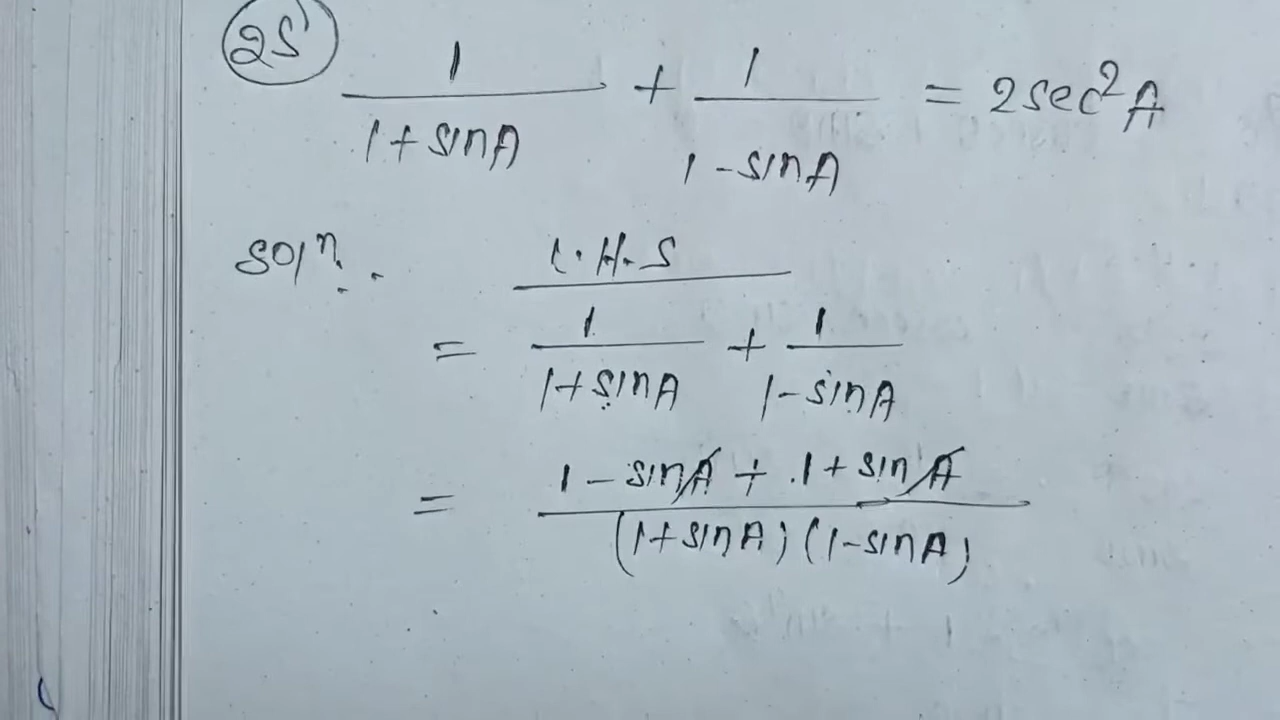 25) 1/(1+sinA) + 1/(1-sinA) = 2sec²A
Solⁿ:. L.H.S
= 1/(1+sinA) + 1/(1-sinA)
= (1 - sinA + 1 + sinA)/((1+sinA)(1-sinA))